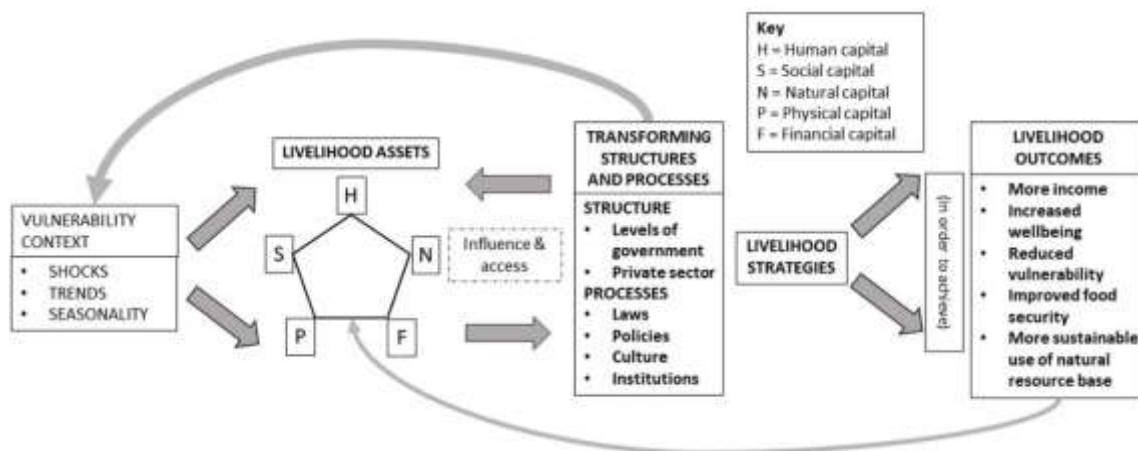 Key
H = Human capital
S = Social capital
N = Natural capital
P = Physical capital
F = Financial capital
VULNERABILITY
CONTEXT
• SHOCKS
• TRENDS
• SEASONALITY
LIVELIHOOD ASSETS
H
S
N
P
F
Influence &
access
TRANSFORMING
STRUCTURES
AND PROCESSES
STRUCTURE
• Levels of
government
• Private sector
PROCESSES
• Laws
• Policies
• Culture
• Institutions
LIVELIHOOD
STRATEGIES
(in order to achieve)
LIVELIHOOD
OUTCOMES
• More income
• Increased
wellbeing
• Reduced
vulnerability
• Improved food
security
• More sustainable
use of natural
resource base